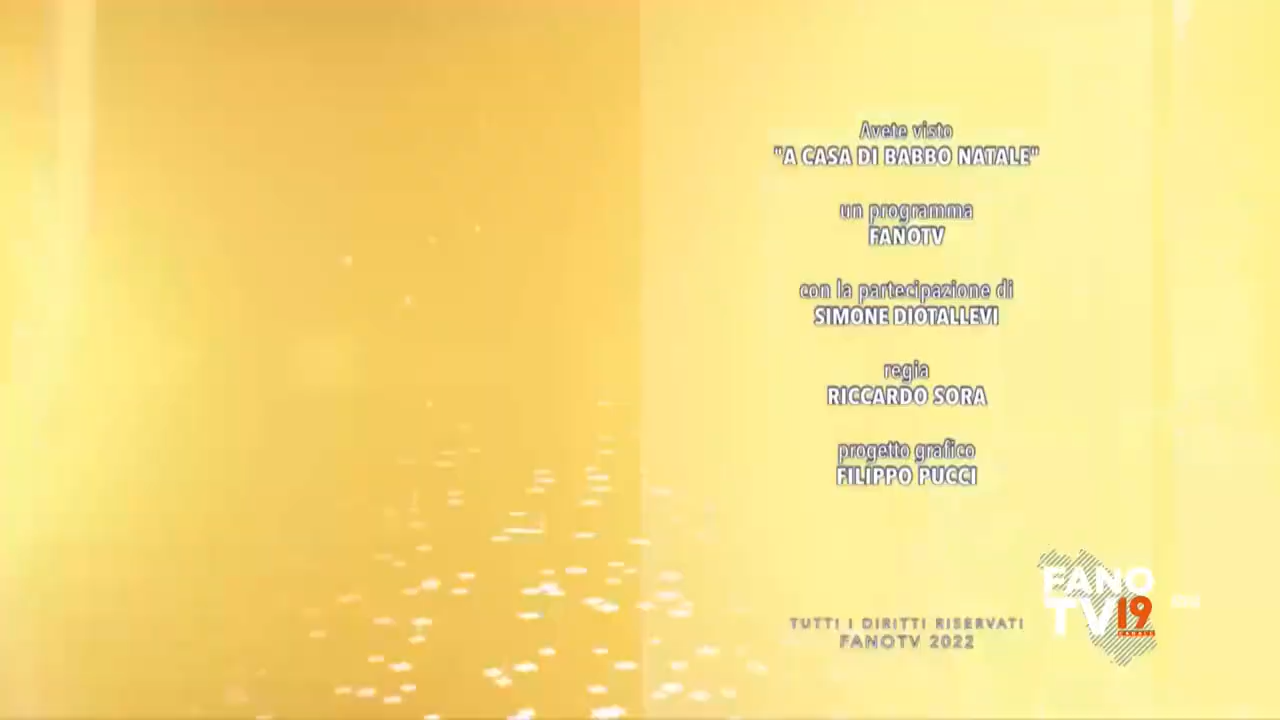 Avete visto
"A CASA DI BABBO NATALE"
un programma
FANOTV
con la partecipazione di
SIMONE DIOTALLEVI
regia
RICCARDO SORA
progetto grafico
FILIPPO PUCCI
TUTTI I DIRITTI RISERVATI
FANOTV 2022
FANO
TV19
CANALE